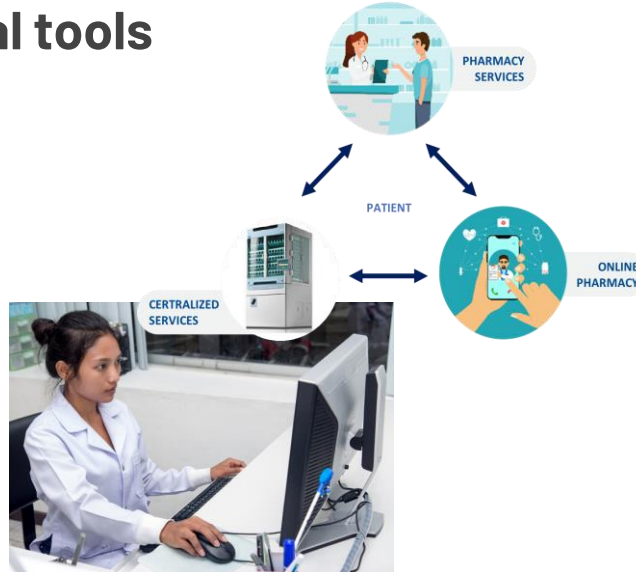 al tools
PHARMACY
SERVICES
PATIENT
ONLINE
PHARMACY
CERTRALIZED
SERVICES